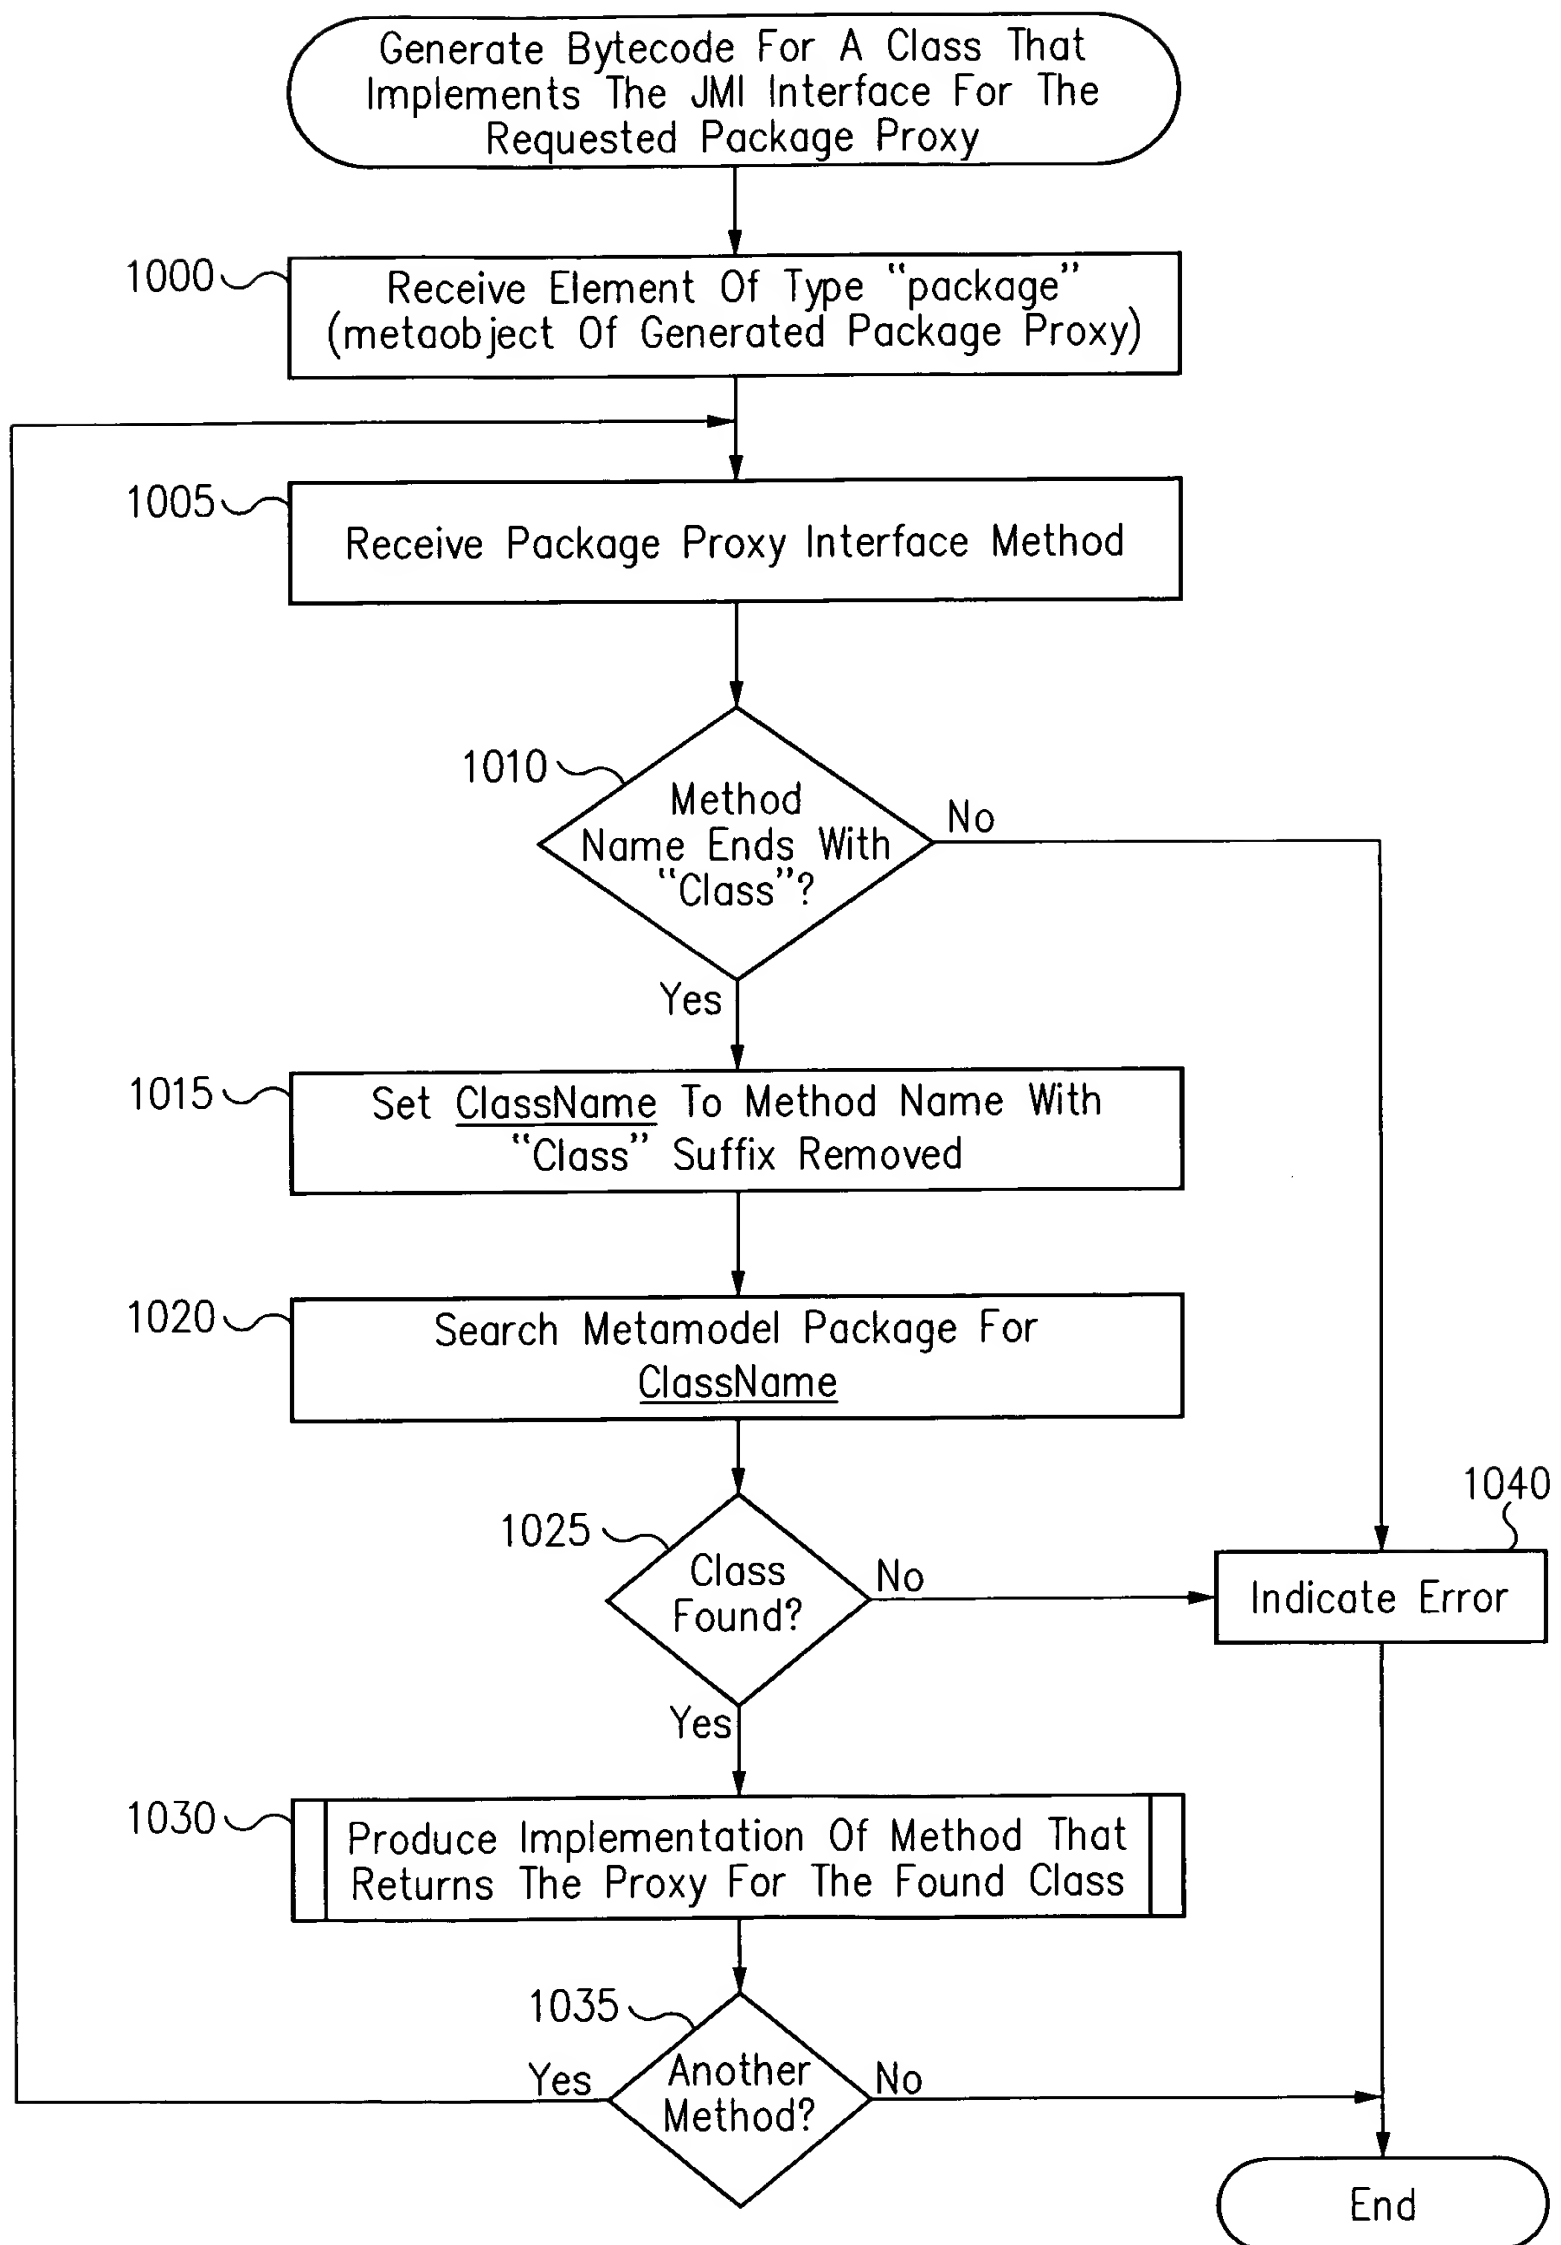 Generate Bytecode For A Class That
Implements The JMI Interface For The
Requested Package Proxy
1000
Receive Element Of Type "package"
(metaobject Of Generated Package Proxy)
1005
Receive Package Proxy Interface Method
1010
Method
Name Ends With
"Class"?
No
Yes
1015
Set ClassName To Method Name With
"Class" Suffix Removed
1020
Search Metamodel Package For
ClassName
1025
Class
Found?
No
1040
Indicate Error
Yes
1030
Produce Implementation Of Method That
Returns The Proxy For The Found Class
1035
Another
Method?
Yes
No
End